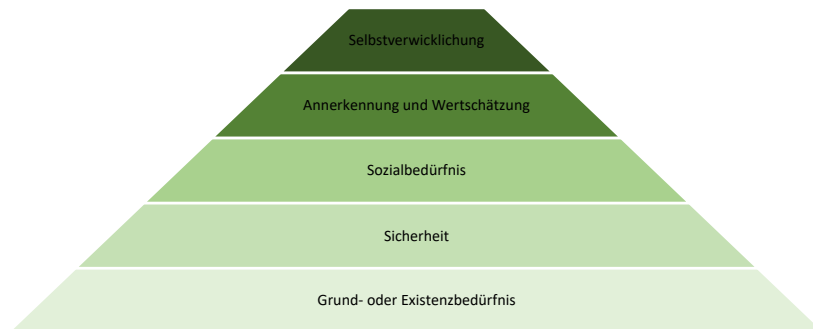 Selbstverwicklichung
Annerkennung und Wertschätzung
Sozialbedürfnis
Sicherheit
Grund- oder Existenzbedürfnis